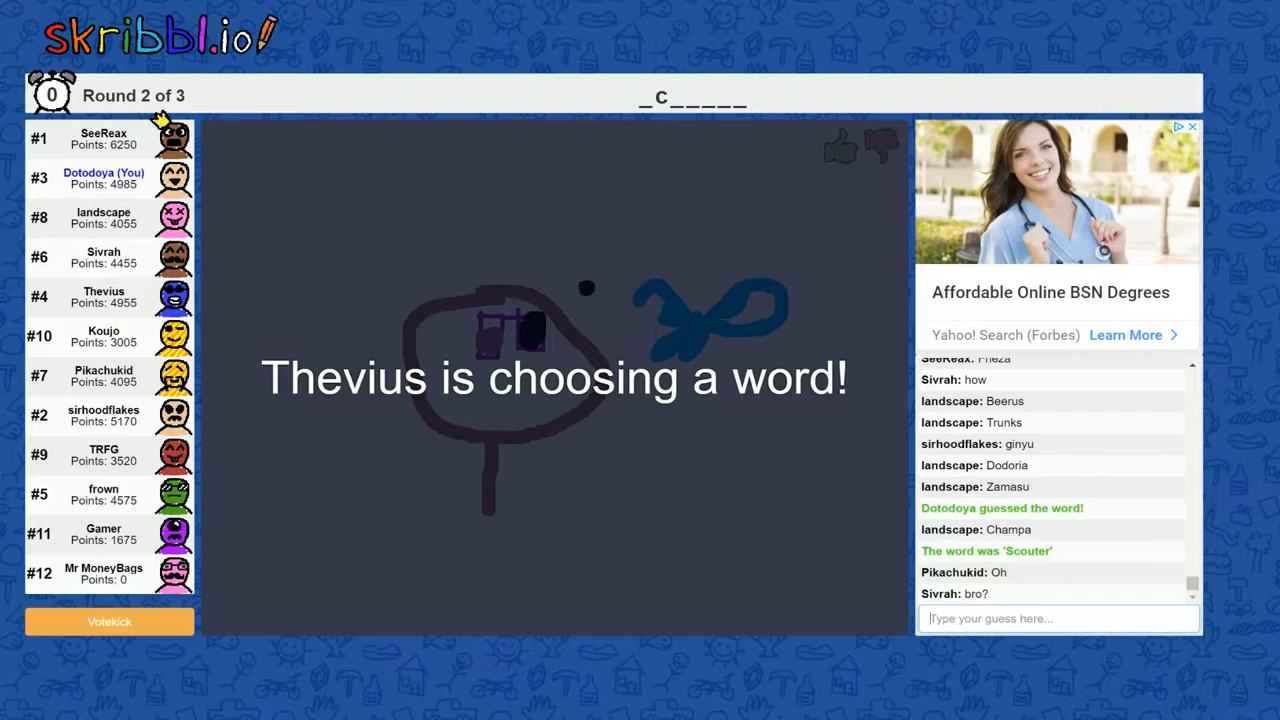 skribbl.io!
0
Round 2 of 3
_c_____
#1
SeeReax
Points: 6250
#3
Dotodoya (You)
Points: 4985
#8
landscape
Points: 4055
#6
Sivrah
Points: 4455
#4
Thevius
Points: 4955
#10
Koujo
Points: 3005
#7
Pikachukid
Points: 4095
#2
sirhoodflakes
Points: 5170
#9
TRFG
Points: 3520
#5
frown
Points: 4575
#11
Gamer
Points: 1675
#12
Mr MoneyBags
Points: 0
Votekick
Thevius is choosing a word!
Affordable Online BSN Degrees
Yahoo! Search (Forbes) Learn More
SeeReax: Frieza
Sivrah: how
landscape: Beerus
landscape: Trunks
sirhoodflakes: ginyu
landscape: Dodoria
landscape: Zamasu
Dotodoya guessed the word!
landscape: Champa
The word was 'Scouter'
Pikachukid: Oh
Sivrah: bro?
Type your guess here...